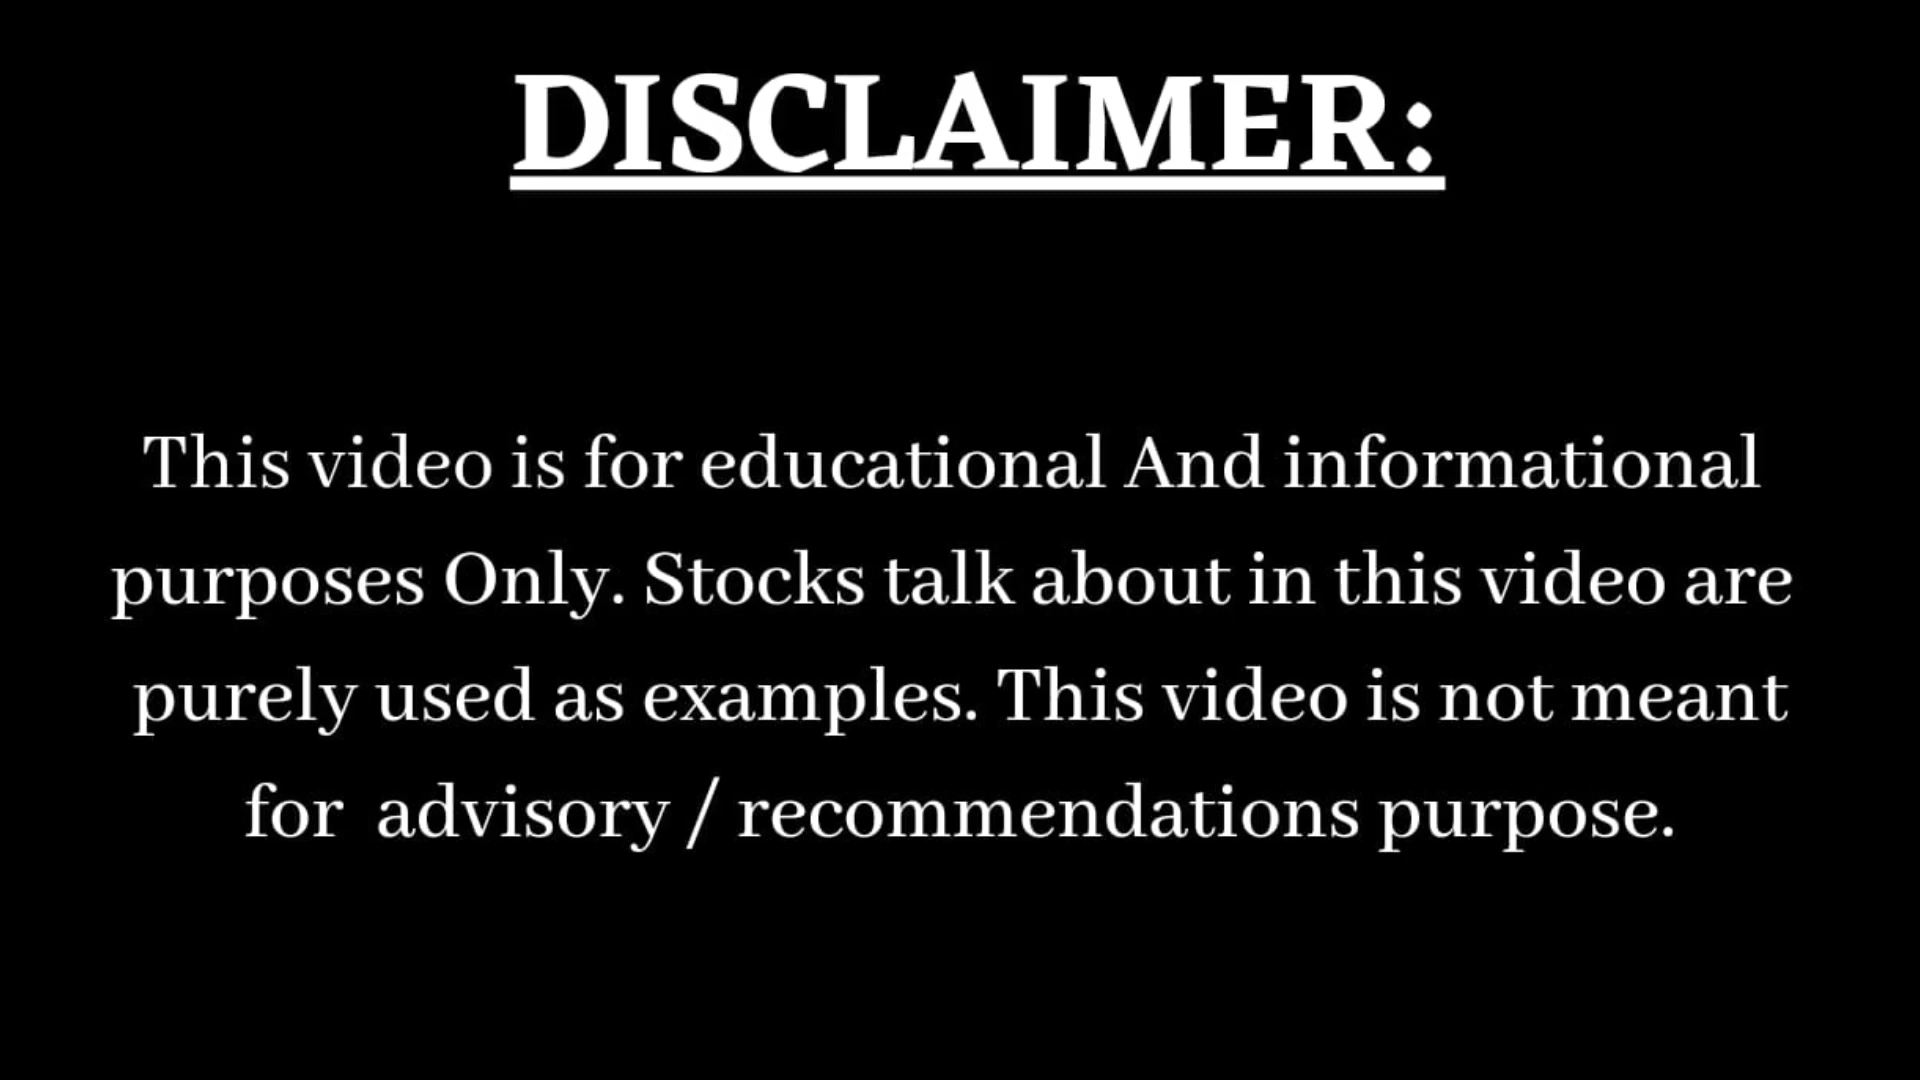 DISCLAIMER:
This video is for educational And informational
purposes Only. Stocks talk about in this video are
purely used as examples. This video is not meant
for  advisory / recommendations purpose.